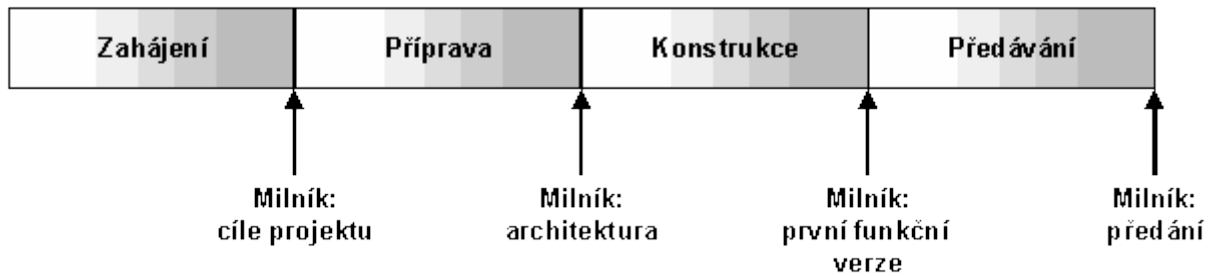 Zahájení
Příprava
Konstrukce
Předávání
Milník:
cíle projektu
Milník:
architektura
Milník:
první funkční
verze
Milník:
předání